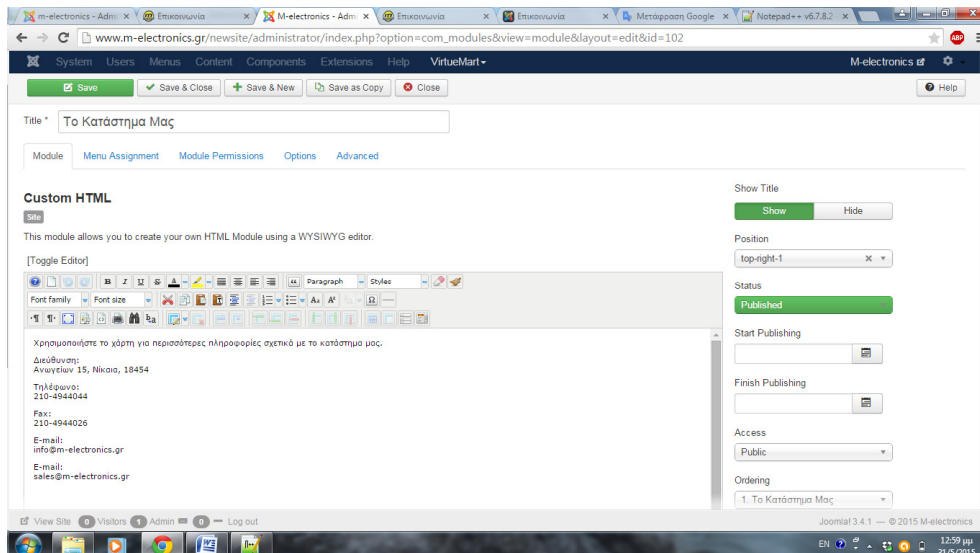 m-electronics - Admi
Επικοινωνία
M-electronics - Adm
Επικοινωνία
Επικοινωνία
Μετάφραση Google
Notepad++ v6.7.8.2
www.m-electronics.gr/newsite/administrator/index.php?option=com_modules&view=module&layout=edit&id=102
ABP
System Users Menus Content Components Extensions Help VirtueMart
M-electronics
Save
Save & Close
Save & New
Save as Copy
Close
Help
Title *
Το Κατάστημα Μας
Module
Menu Assignment
Module Permissions
Options
Advanced
Custom HTML
Site
This module allows you to create your own HTML Module using a WYSIWYG editor.
[Toggle Editor]
Paragraph
Styles
Font family
Font size
Χρησιμοποιήστε το χάρτη για περισσότερες πληροφορίες σχετικά με το κατάστημα μας.
Διεύθυνση:
Ανωγείων 15, Νίκαια, 18454
Τηλέφωνο:
210-4944044
Fax:
210-4944026
E-mail:
info@m-electronics.gr
E-mail:
sales@m-electronics.gr
Show Title
Show
Hide
Position
top-right-1
Status
Published
Start Publishing
Finish Publishing
Access
Public
Ordering
1. Το Κατάστημα Μας
View Site 0 Visitors 1 Admin 0 Log out
Joomla! 3.4.1 — © 2015 M-electronics
EN
12:59 μμ
31/5/2015